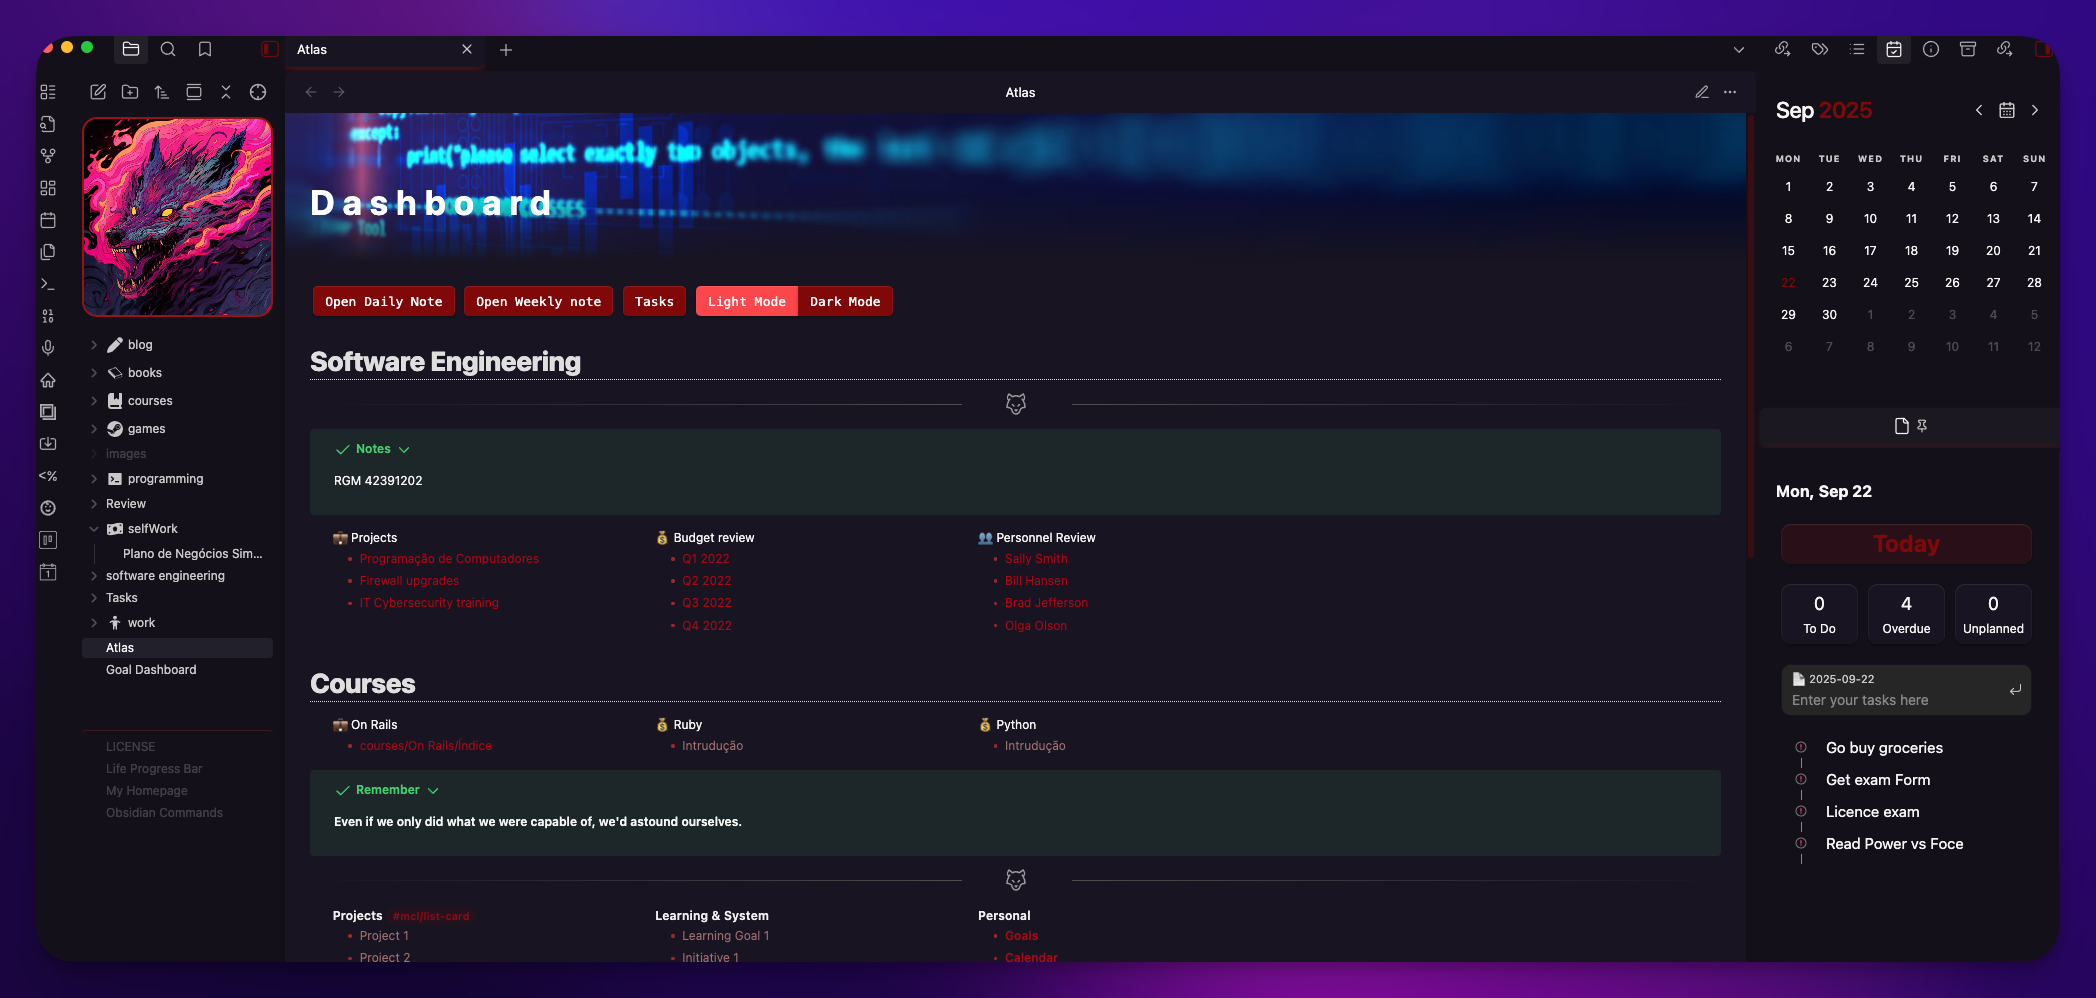 Atlas
Atlas
except:
print("please select exactly two objects, the last
Dashboard
Open Daily Note
Open Weekly note
Tasks
Light Mode
Dark Mode
blog
books
courses
games
images
programming
Review
selfWork
Plano de Negócios Sim...
software engineering
Tasks
work
Atlas
Goal Dashboard
LICENSE
Life Progress Bar
My Homepage
Obsidian Commands
Software Engineering
Notes
RGM 42391202
Projects
Programação de Computadores
Firewall upgrades
IT Cybersecurity training
Budget review
Q1 2022
Q2 2022
Q3 2022
Q4 2022
Personnel Review
Sally Smith
Bill Hansen
Brad Jefferson
Olga Olson
Courses
On Rails
courses/On Rails/Índice
Ruby
Intrudução
Python
Intrudução
Remember
Even if we only did what we were capable of, we'd astound ourselves.
Projects #mcl/list-card
Project 1
Project 2
Learning & System
Learning Goal 1
Initiative 1
Personal
Goals
Calendar
Sep 2025
MON TUE WED THU FRI SAT SUN
1 2 3 4 5 6 7
8 9 10 11 12 13 14
15 16 17 18 19 20 21
22 23 24 25 26 27 28
29 30 1 2 3 4 5
6 7 8 9 10 11 12
Mon, Sep 22
Today
0 To Do
4 Overdue
0 Unplanned
2025-09-22
Enter your tasks here
Go buy groceries
Get exam Form
Licence exam
Read Power vs Foce